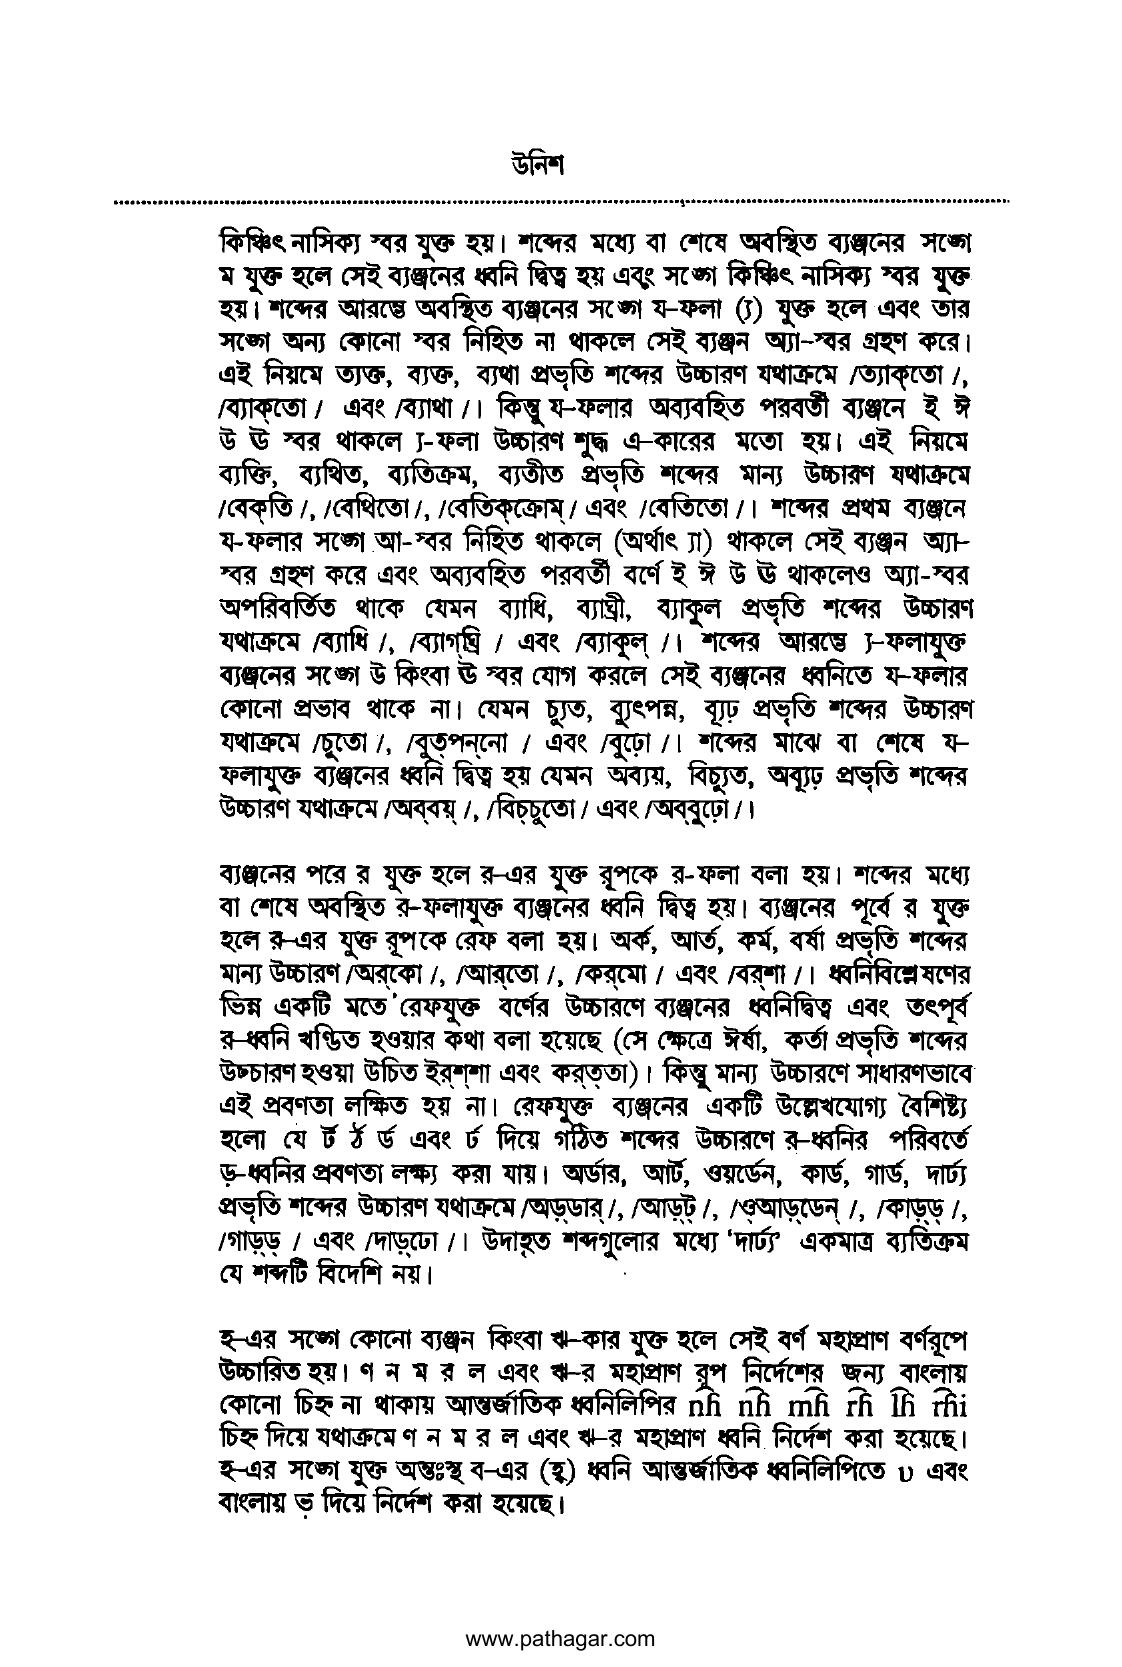 উনিশ
কিঞ্চিৎ নাসিক্য স্বর যুক্ত হয়। শব্দের মধ্যে বা শেষে অবস্থিত ব্যঞ্জনের সঙ্গে
ম যুক্ত হলে সেই ব্যঞ্জনের ধ্বনি দ্বিত্ব হয় এবং সঙ্গে কিঞ্চিৎ নাসিক্য স্বর যুক্ত
হয়। শব্দের আরম্ভে অবস্থিত ব্যঞ্জনের সঙ্গে য-ফলা (্য) যুক্ত হলে এবং তার
সঙ্গে অন্য কোনো স্বর নিহিত না থাকলে সেই ব্যঞ্জন অ্যা-স্বর গ্রহণ করে।
এই নিয়মে ত্যক্ত, ব্যক্ত, ব্যথা প্রভৃতি শব্দের উচ্চারণ যথাক্রমে /ত্যাক্‌তো /,
/ব্যাক্‌তো / এবং /ব্যাথা /। কিন্তু য-ফলার অব্যবহিত পরবর্তী ব্যঞ্জনে ই ঈ
উ ঊ স্বর থাকলে ্য-ফলা উচ্চারণ শুদ্ধ এ-কারের মতো হয়। এই নিয়মে
ব্যক্তি, ব্যথিত, ব্যতিক্রম, ব্যতীত প্রভৃতি শব্দের মান্য উচ্চারণ যথাক্রমে
/বেক্‌তি /, /বেথিতো /, /বেতিক্‌ক্রোম্ / এবং /বেতিতো /। শব্দের প্রথম ব্যঞ্জনে
য-ফলার সঙ্গে আ-স্বর নিহিত থাকলে (অর্থাৎ ্যা) থাকলে সেই ব্যঞ্জন অ্যা-
স্বর গ্রহণ করে এবং অব্যবহিত পরবর্তী বর্ণে ই ঈ উ ঊ থাকলেও অ্যা-স্বর
অপরিবর্তিত থাকে যেমন ব্যাধি, ব্যাঘ্রী, ব্যাকুল প্রভৃতি শব্দের উচ্চারণ
যথাক্রমে /ব্যাধি /, /ব্যাগ্‌ঘ্রি / এবং /ব্যাকুল্ /। শব্দের আরম্ভে ্য-ফলাযুক্ত
ব্যঞ্জনের সঙ্গে উ কিংবা ঊ স্বর যোগ করলে সেই ব্যঞ্জনের ধ্বনিতে য-ফলার
কোনো প্রভাব থাকে না। যেমন চ্যুত, ব্যুৎপন্ন, ব্যূঢ় প্রভৃতি শব্দের উচ্চারণ
যথাক্রমে /চুতো /, /বুত্‌পন্‌নো / এবং /বুঢ়ো /। শব্দের মাঝে বা শেষে য-
ফলাযুক্ত ব্যঞ্জনের ধ্বনি দ্বিত্ব হয় যেমন অব্যয়, বিচ্যুত, অব্যূঢ় প্রভৃতি শব্দের
উচ্চারণ যথাক্রমে /অব্‌বয়্ /, /বিচ্‌চুতো / এবং /অব্‌বুঢ়ো /।
ব্যঞ্জনের পরে র যুক্ত হলে র-এর যুক্ত রূপকে র-ফলা বলা হয়। শব্দের মধ্যে
বা শেষে অবস্থিত র-ফলাযুক্ত ব্যঞ্জনের ধ্বনি দ্বিত্ব হয়। ব্যঞ্জনের পূর্বে র যুক্ত
হলে র-এর যুক্ত রূপকে রেফ বলা হয়। অর্ক, আর্ত, কর্ম, বর্ষা প্রভৃতি শব্দের
মান্য উচ্চারণ /অর্‌কো /, /আর্‌তো /, /কর্‌মো / এবং /বর্‌শা /। ধ্বনিবিশ্লেষণের
ভিন্ন একটি মতে রেফযুক্ত বর্ণের উচ্চারণে ব্যঞ্জনের ধ্বনিদ্বিত্ব এবং তৎপূর্ব
র-ধ্বনি খণ্ডিত হওয়ার কথা বলা হয়েছে (সে ক্ষেত্রে ঈর্ষা, কর্তা প্রভৃতি শব্দের
উচ্চারণ হওয়া উচিত ইর্‌শ্‌শা এবং কর্‌ত্‌তা)। কিন্তু মান্য উচ্চারণে সাধারণভাবে
এই প্রবণতা লক্ষিত হয় না। রেফযুক্ত ব্যঞ্জনের একটি উল্লেখযোগ্য বৈশিষ্ট্য
হলো যে র্ট র্ঠ র্ড এবং র্ঢ দিয়ে গঠিত শব্দের উচ্চারণে র-ধ্বনির পরিবর্তে
ড়-ধ্বনির প্রবণতা লক্ষ্য করা যায়। অর্ডার, আর্ট, ওয়ার্ডেন, কার্ড, গার্ড, দার্ঢ্য
প্রভৃতি শব্দের উচ্চারণ যথাক্রমে /অড়্‌ডার্ /, /আড়্‌ট্ /, /ও্আড়্‌ডেন্ /, /কাড়্‌ড্ /,
/গাড়্‌ড্ / এবং /দাড়্‌ঢো /। উদাহৃত শব্দগুলোর মধ্যে ‘দার্ঢ্য’ একমাত্র ব্যতিক্রম
যে শব্দটি বিদেশি নয়।
হ-এর সঙ্গে কোনো ব্যঞ্জন কিংবা ঋ-কার যুক্ত হলে সেই বর্ণ মহাপ্রাণ বর্ণরূপে
উচ্চারিত হয়। ণ ন ম র ল এবং ঋ-র মহাপ্রাণ রূপ নির্দেশের জন্য বাংলায়
কোনো চিহ্ন না থাকায় আন্তর্জাতিক ধ্বনিলিপির n͡ɦ n͡ɦ m͡ɦ r͡ɦ l͡ɦ r͡ɦi
চিহ্ন দিয়ে যথাক্রমে ণ ন ম র ল এবং ঋ-র মহাপ্রাণ ধ্বনি নির্দেশ করা হয়েছে।
হ-এর সঙ্গে যুক্ত অন্তঃস্থ ব-এর (হ্ব) ধ্বনি আন্তর্জাতিক ধ্বনিলিপিতে ʋ এবং
বাংলায় ভ় দিয়ে নির্দেশ করা হয়েছে।
www.pathagar.com